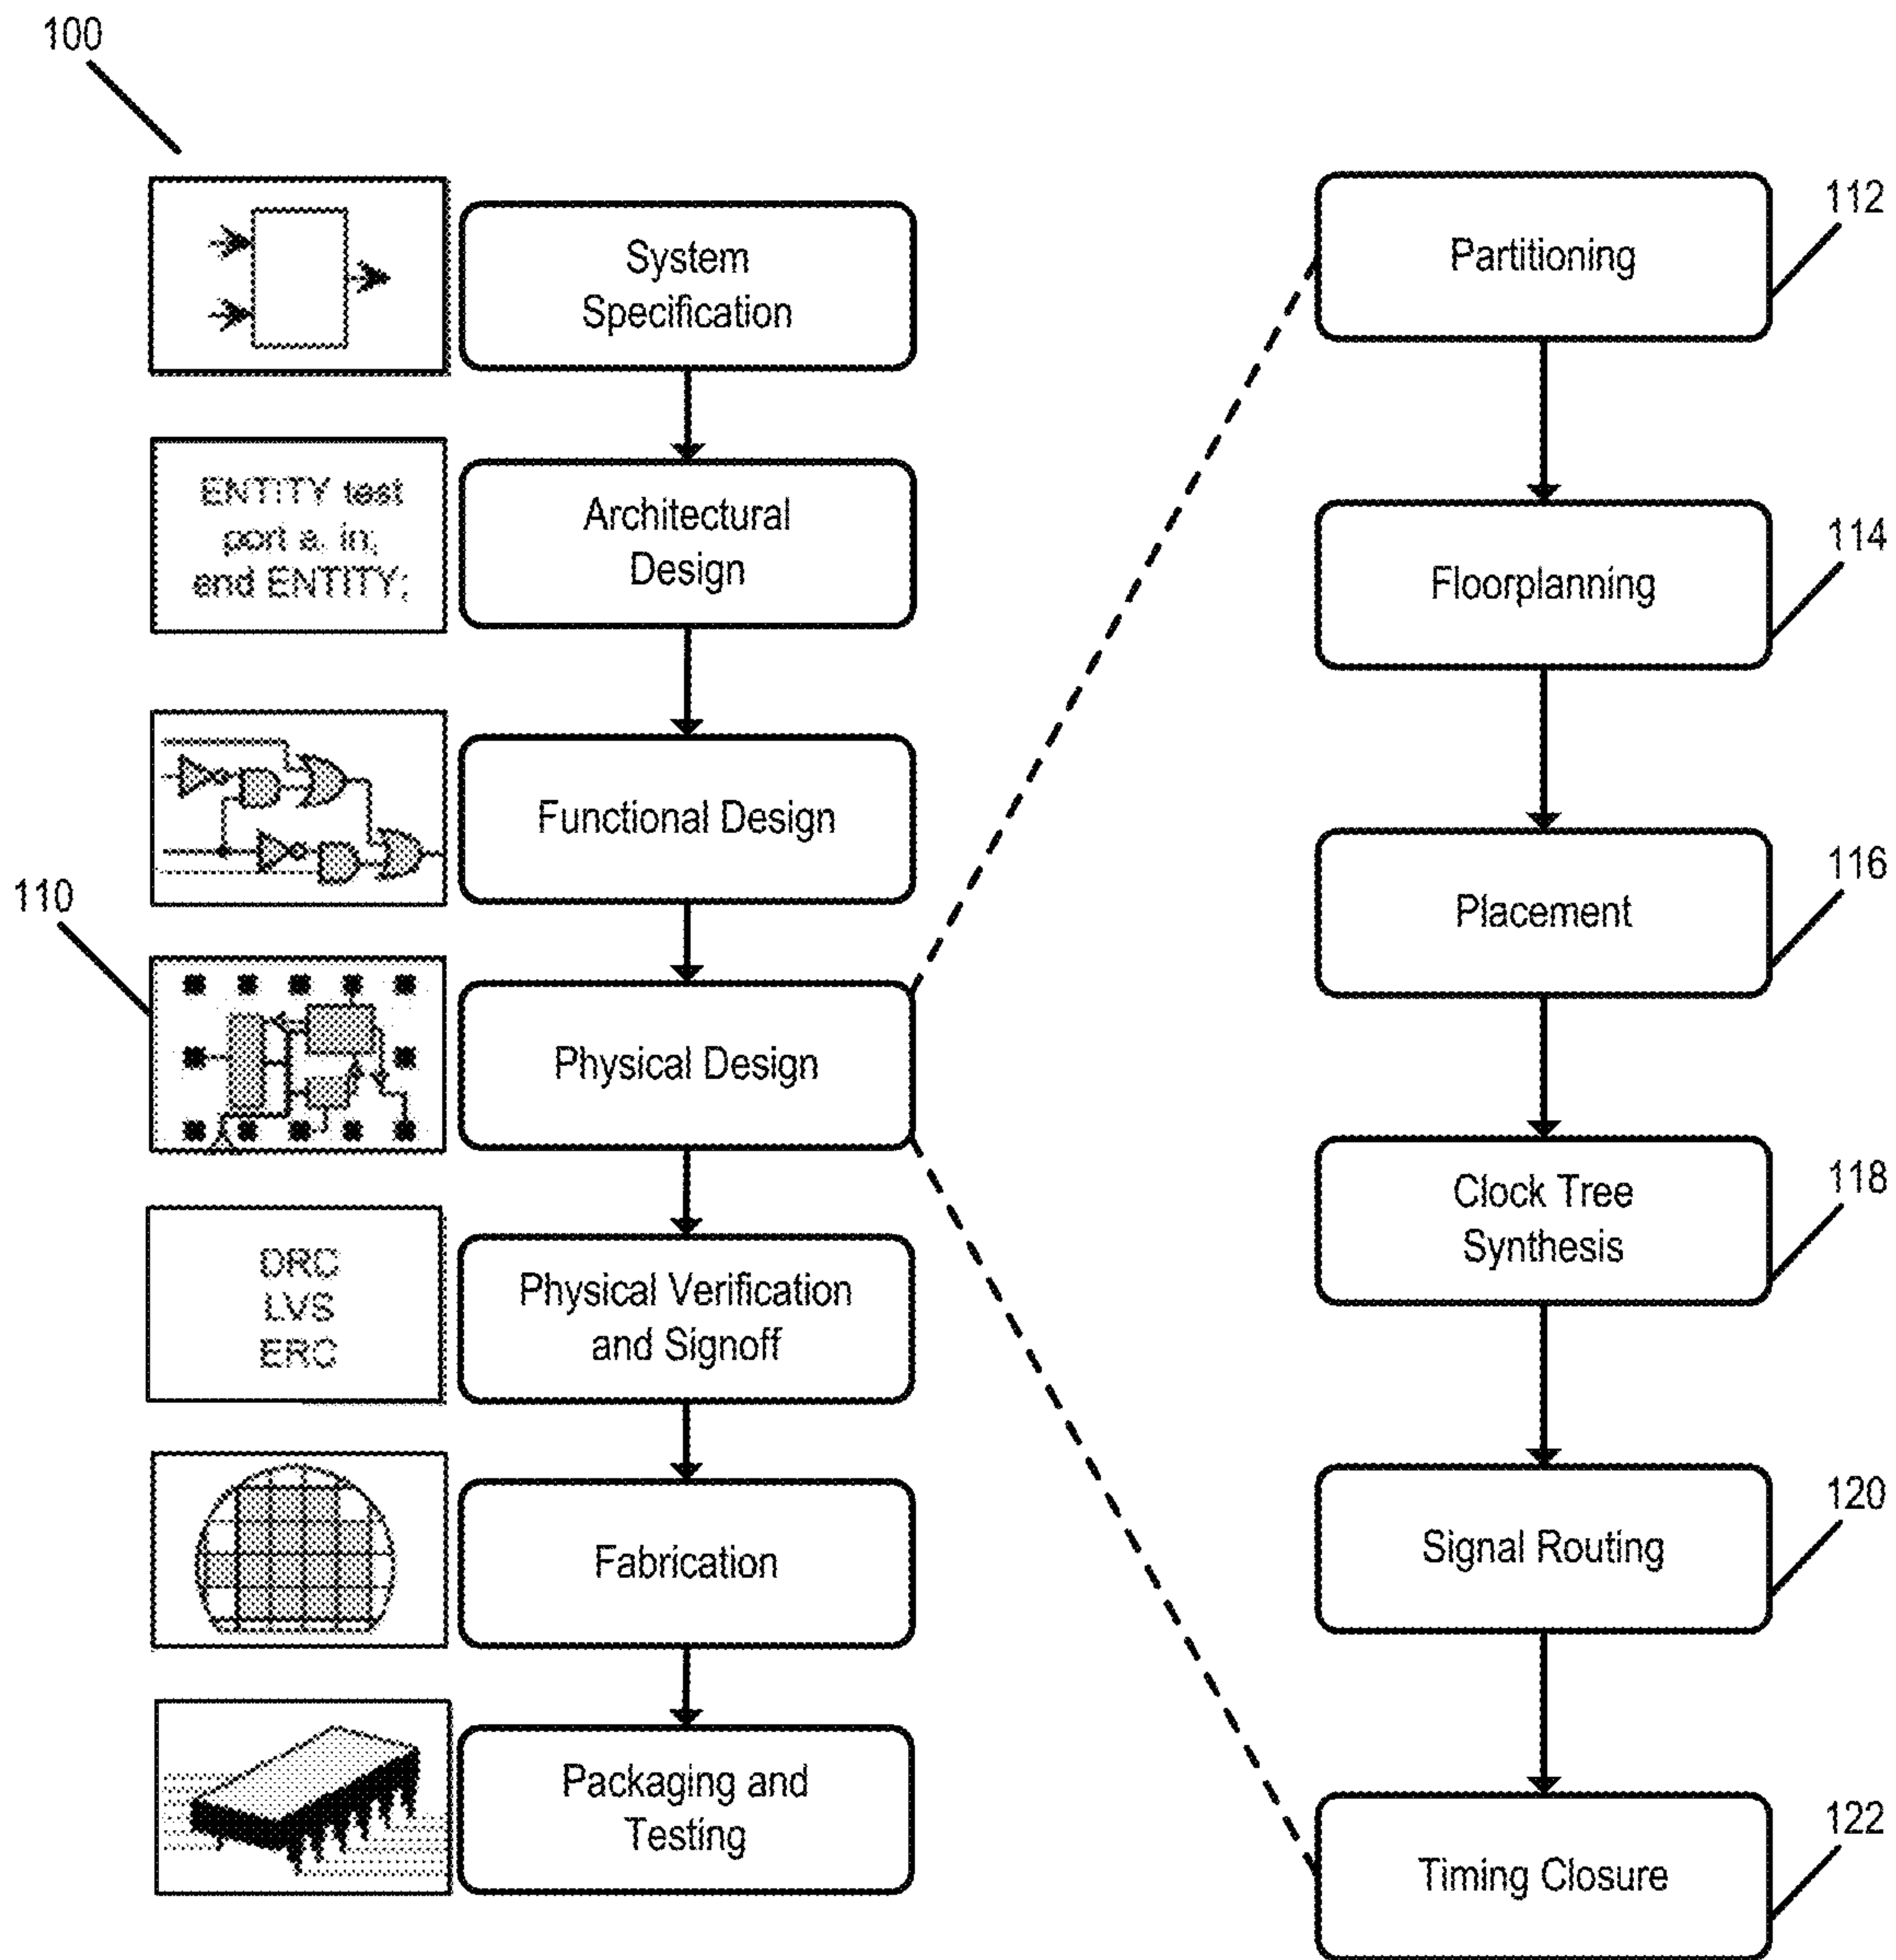 100
System
Specification
ENTITY test
port a, in;
end ENTITY;
Architectural
Design
Functional Design
110
Physical Design
DRC
LVS
ERC
Physical Verification
and Signoff
Fabrication
Packaging and
Testing
Partitioning
112
Floorplanning
114
Placement
116
Clock Tree
Synthesis
118
Signal Routing
120
Timing Closure
122